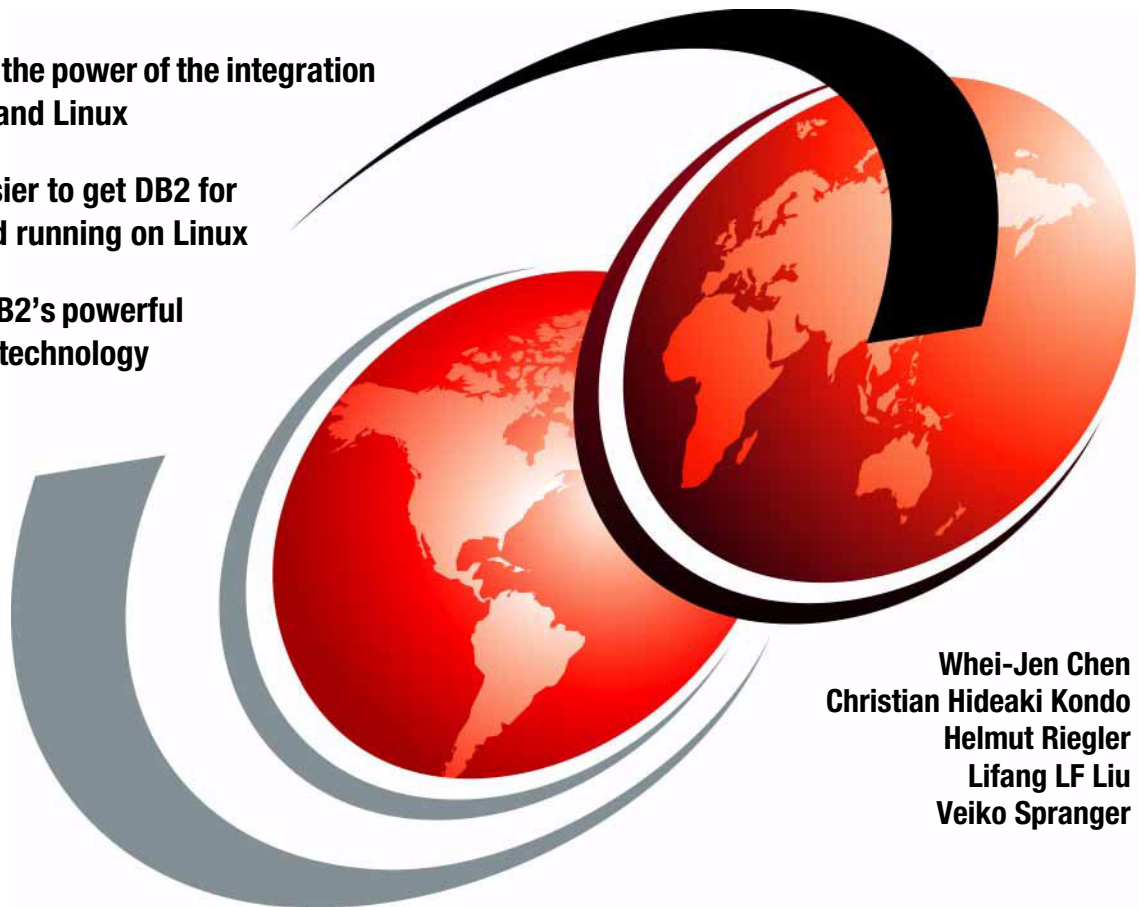 the power of the integration
and Linux
sier to get DB2 for
d running on Linux
B2's powerful
technology
Whei-Jen Chen
Christian Hideaki Kondo
Helmut Riegler
Lifang LF Liu
Veiko Spranger